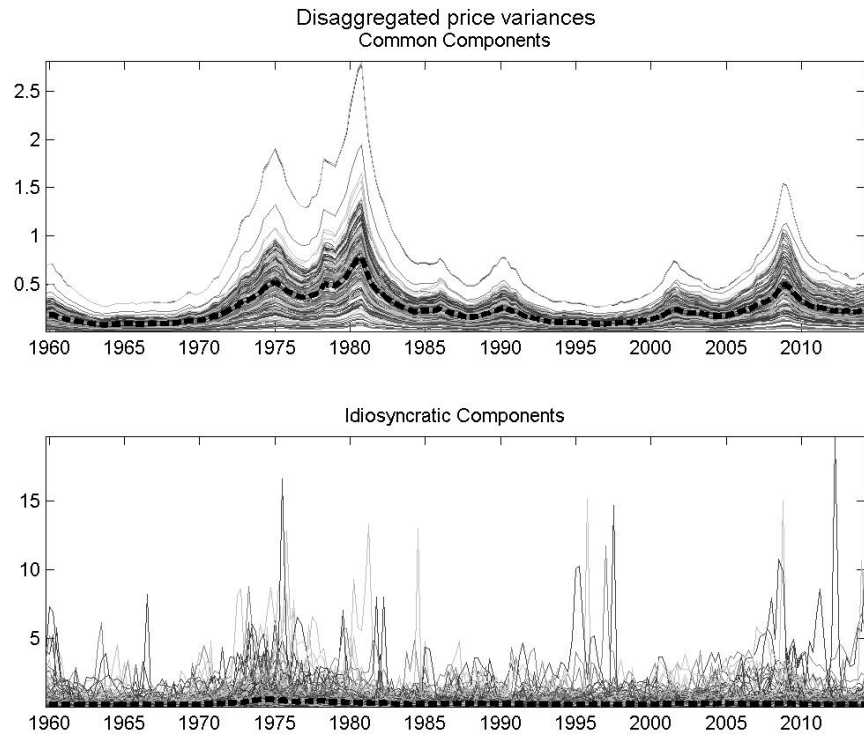 Disaggregated price variances
Common Components
2.5
2
1.5
1
0.5
1960 1965 1970 1975 1980 1985 1990 1995 2000 2005 2010
Idiosyncratic Components
15
10
5
1960 1965 1970 1975 1980 1985 1990 1995 2000 2005 2010